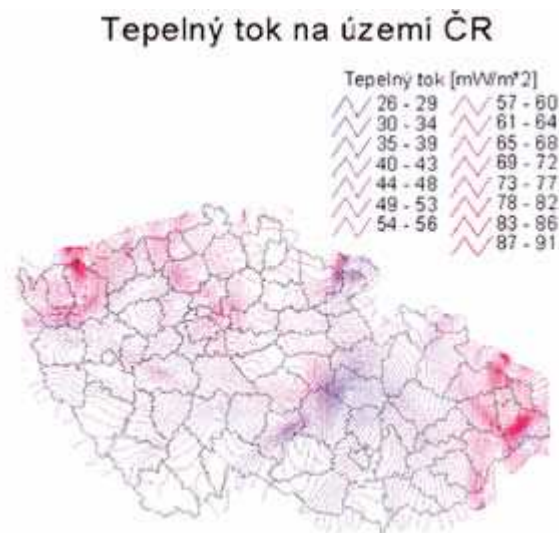 Tepelný tok na území ČR
Tepelný tok [mW/m^2]
26 - 29
30 - 34
35 - 39
40 - 43
44 - 48
49 - 53
54 - 56
57 - 60
61 - 64
65 - 68
69 - 72
73 - 77
78 - 82
83 - 86
87 - 91